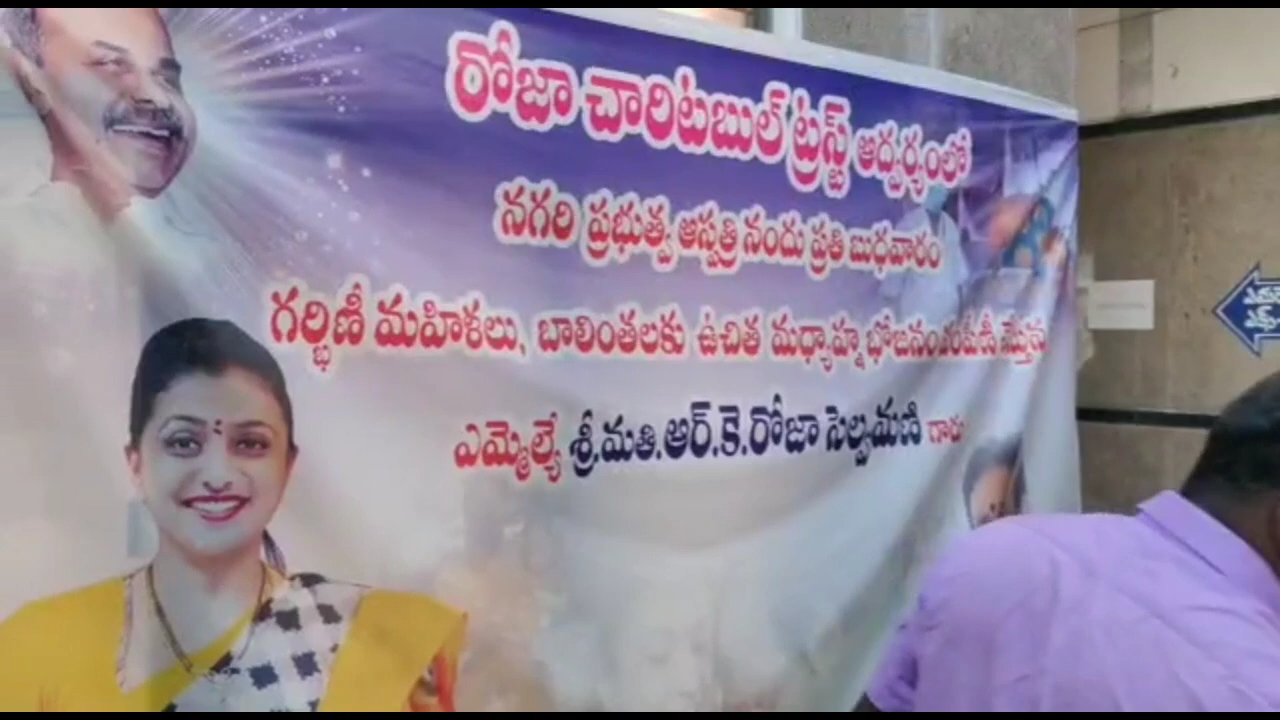 రోజా చారిటబుల్ ట్రస్ట్ ఆధ్వర్యంలో
నగరి ప్రభుత్వ ఆస్పత్రి నందు ప్రతి బుధవారం
గర్భిణీ మహిళలు, బాలింతలకు ఉచిత మధ్యాహ్న భోజనం
ఎమ్మెల్యే శ్రీ.మతి.ఆర్.కె.రోజా సెల్వమణి గారు